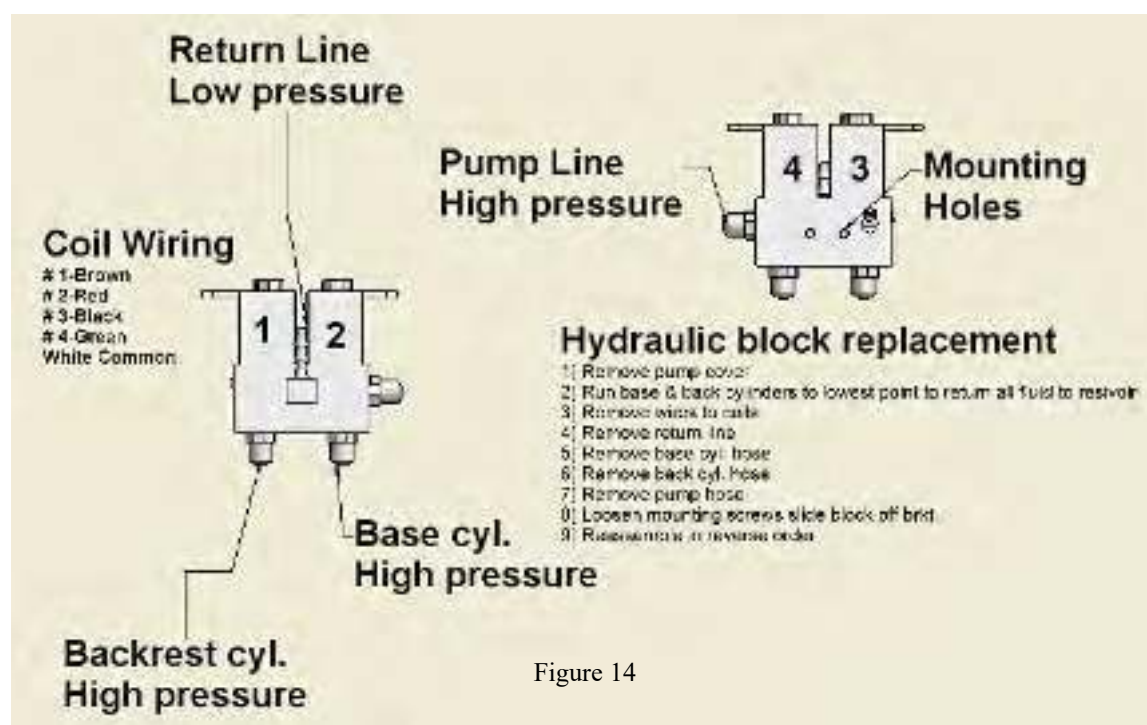 Return Line
Low pressure
Pump Line
High pressure
4
3
Mounting
Holes
Coil Wiring
# 1-Brown
# 2-Red
# 3-Black
# 4-Green
White Common
1
2
Hydraulic block replacement
1] Remove pump cover
2] Run base & back cylinders to lowest point to return all fluid to resivoir
3] Remove wires to coils
4] Remove return line
5] Remove base cyl. hose
6] Remove back cyl. hose
7] Remove pump hose
8] Loosen mounting screws slide block off brkt.
9] Reassemble in reverse order
Base cyl.
High pressure
Backrest cyl.
High pressure
Figure 14